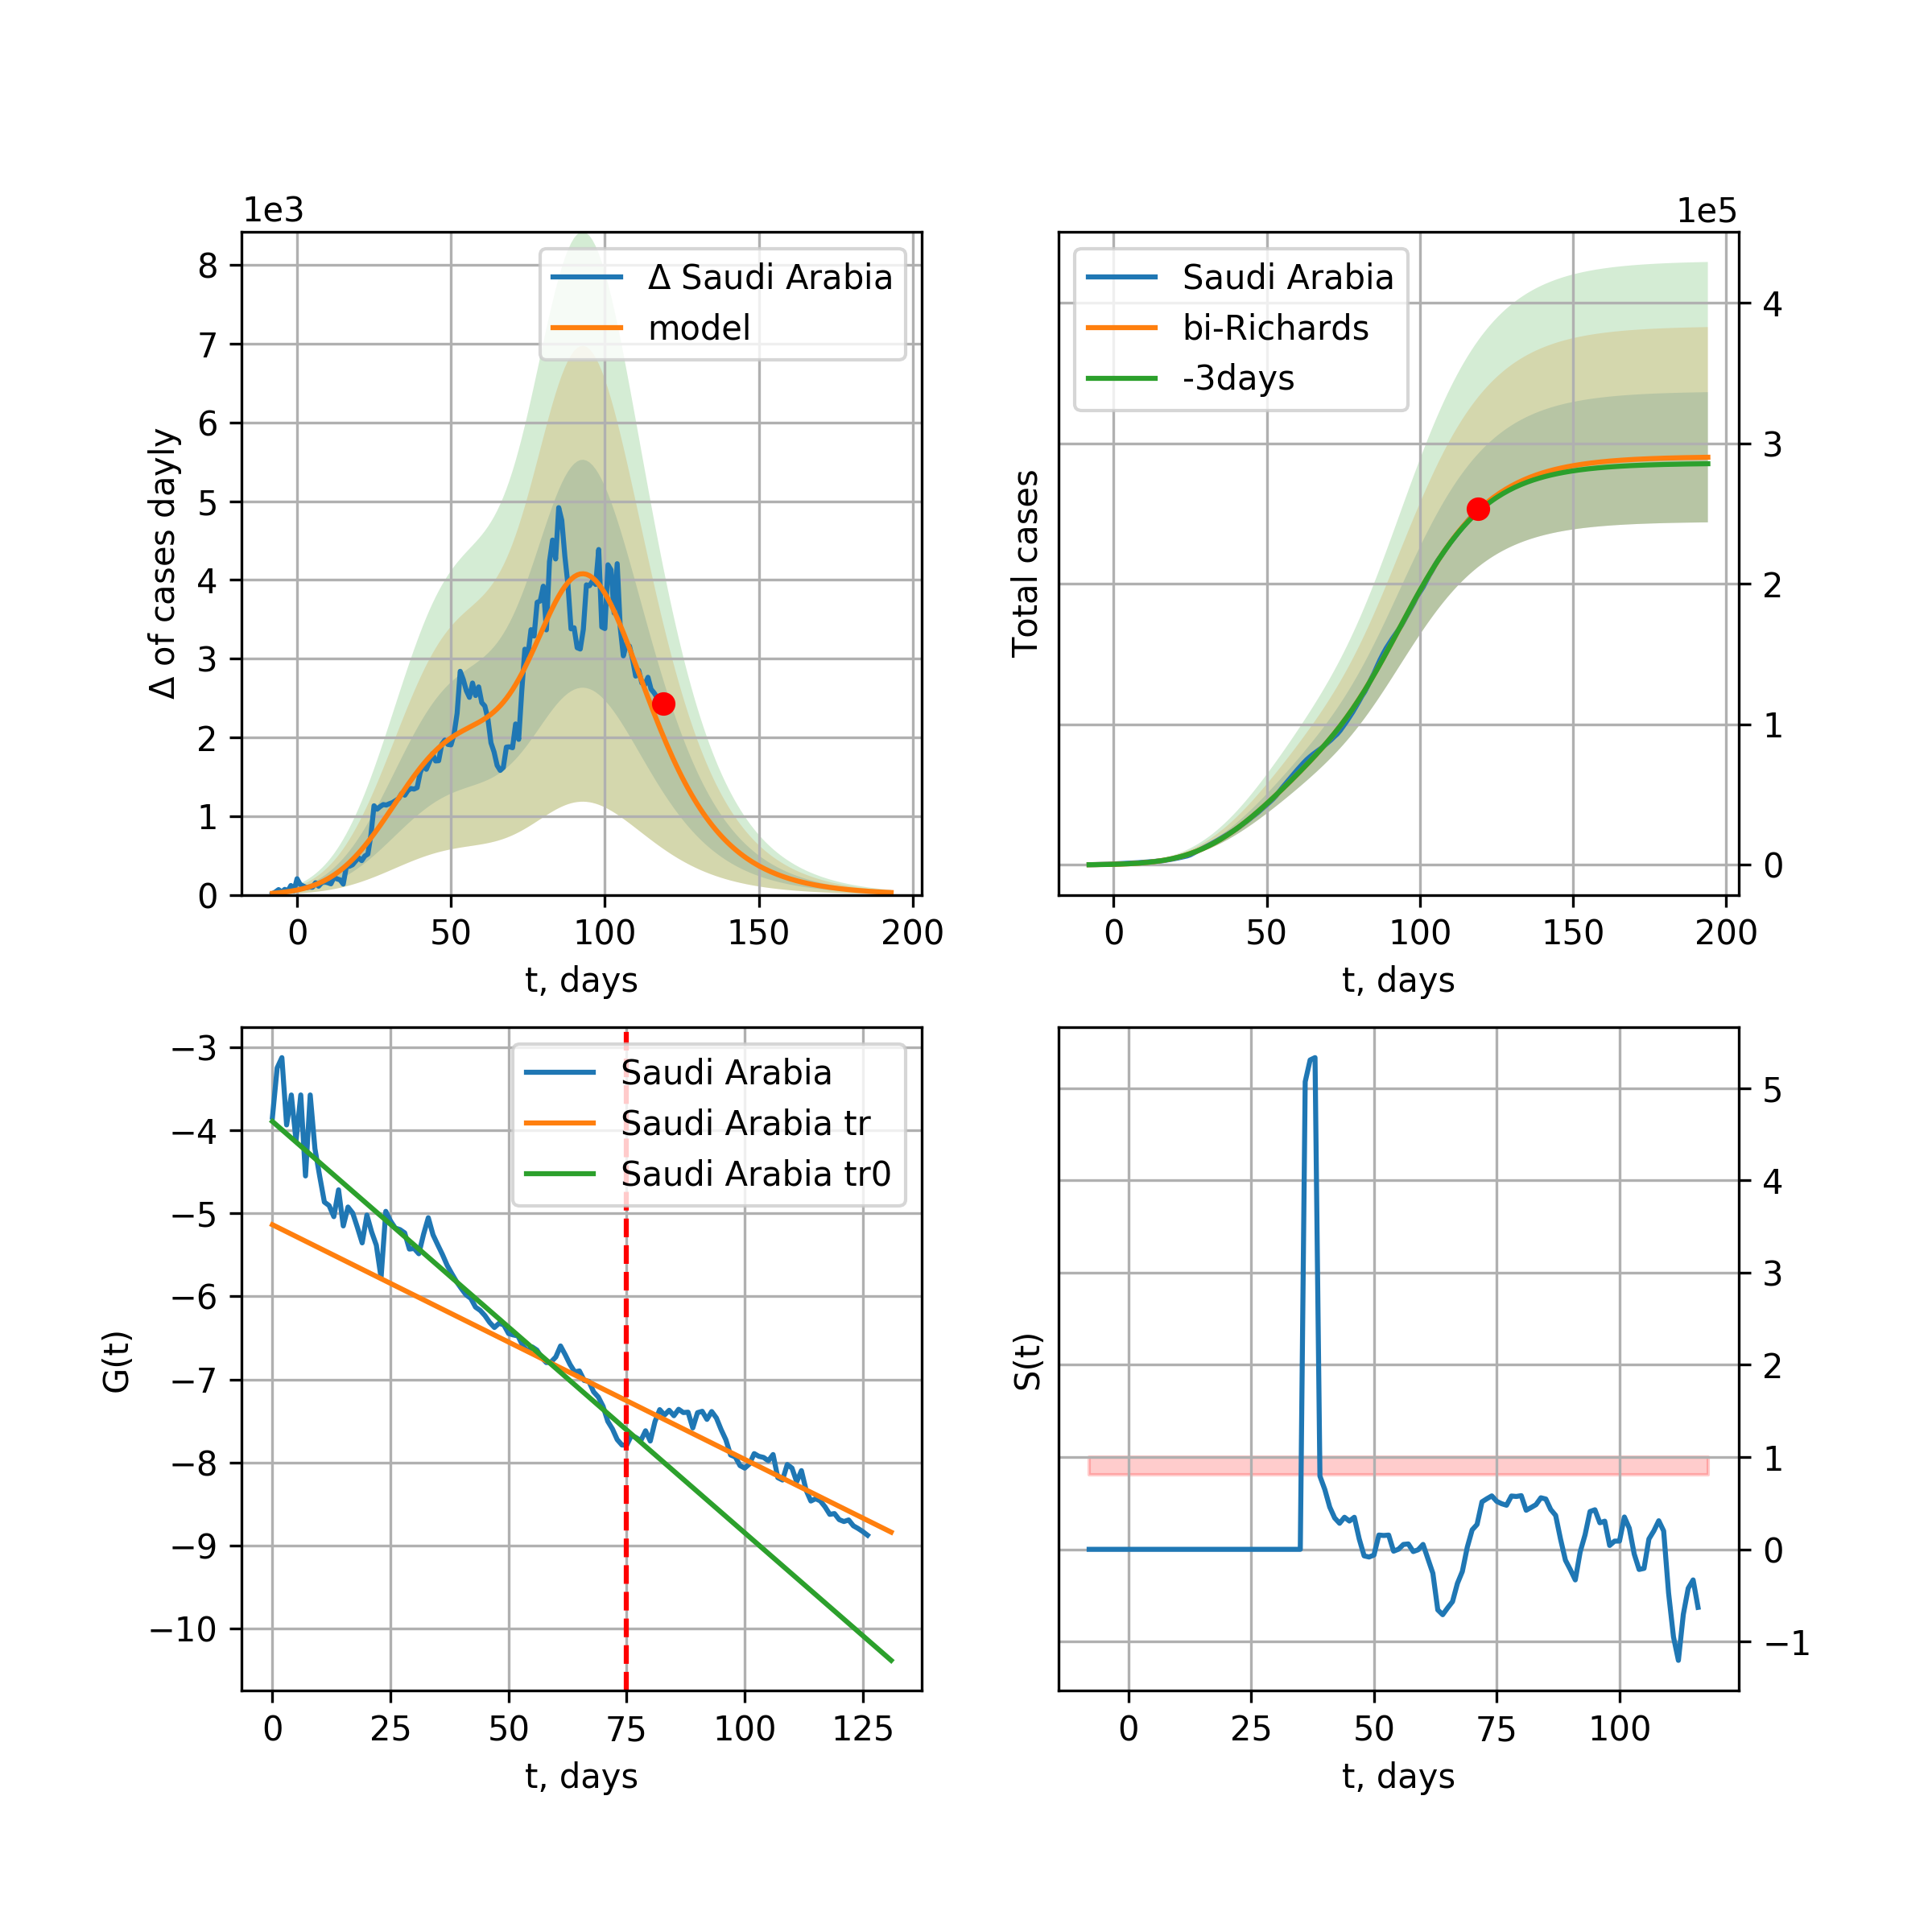 1e3
Δ of cases dayly
8
7
6
5
4
3
2
1
0
0 50 100 150 200
t, days
Δ Saudi Arabia
model
1e5
Total cases
4
3
2
1
0
0 50 100 150 200
t, days
Saudi Arabia
bi-Richards
-3days
G(t)
−3
−4
−5
−6
−7
−8
−9
−10
0 25 50 75 100 125
t, days
Saudi Arabia
Saudi Arabia tr
Saudi Arabia tr0
S(t)
5
4
3
2
1
0
−1
0 25 50 75 100
t, days